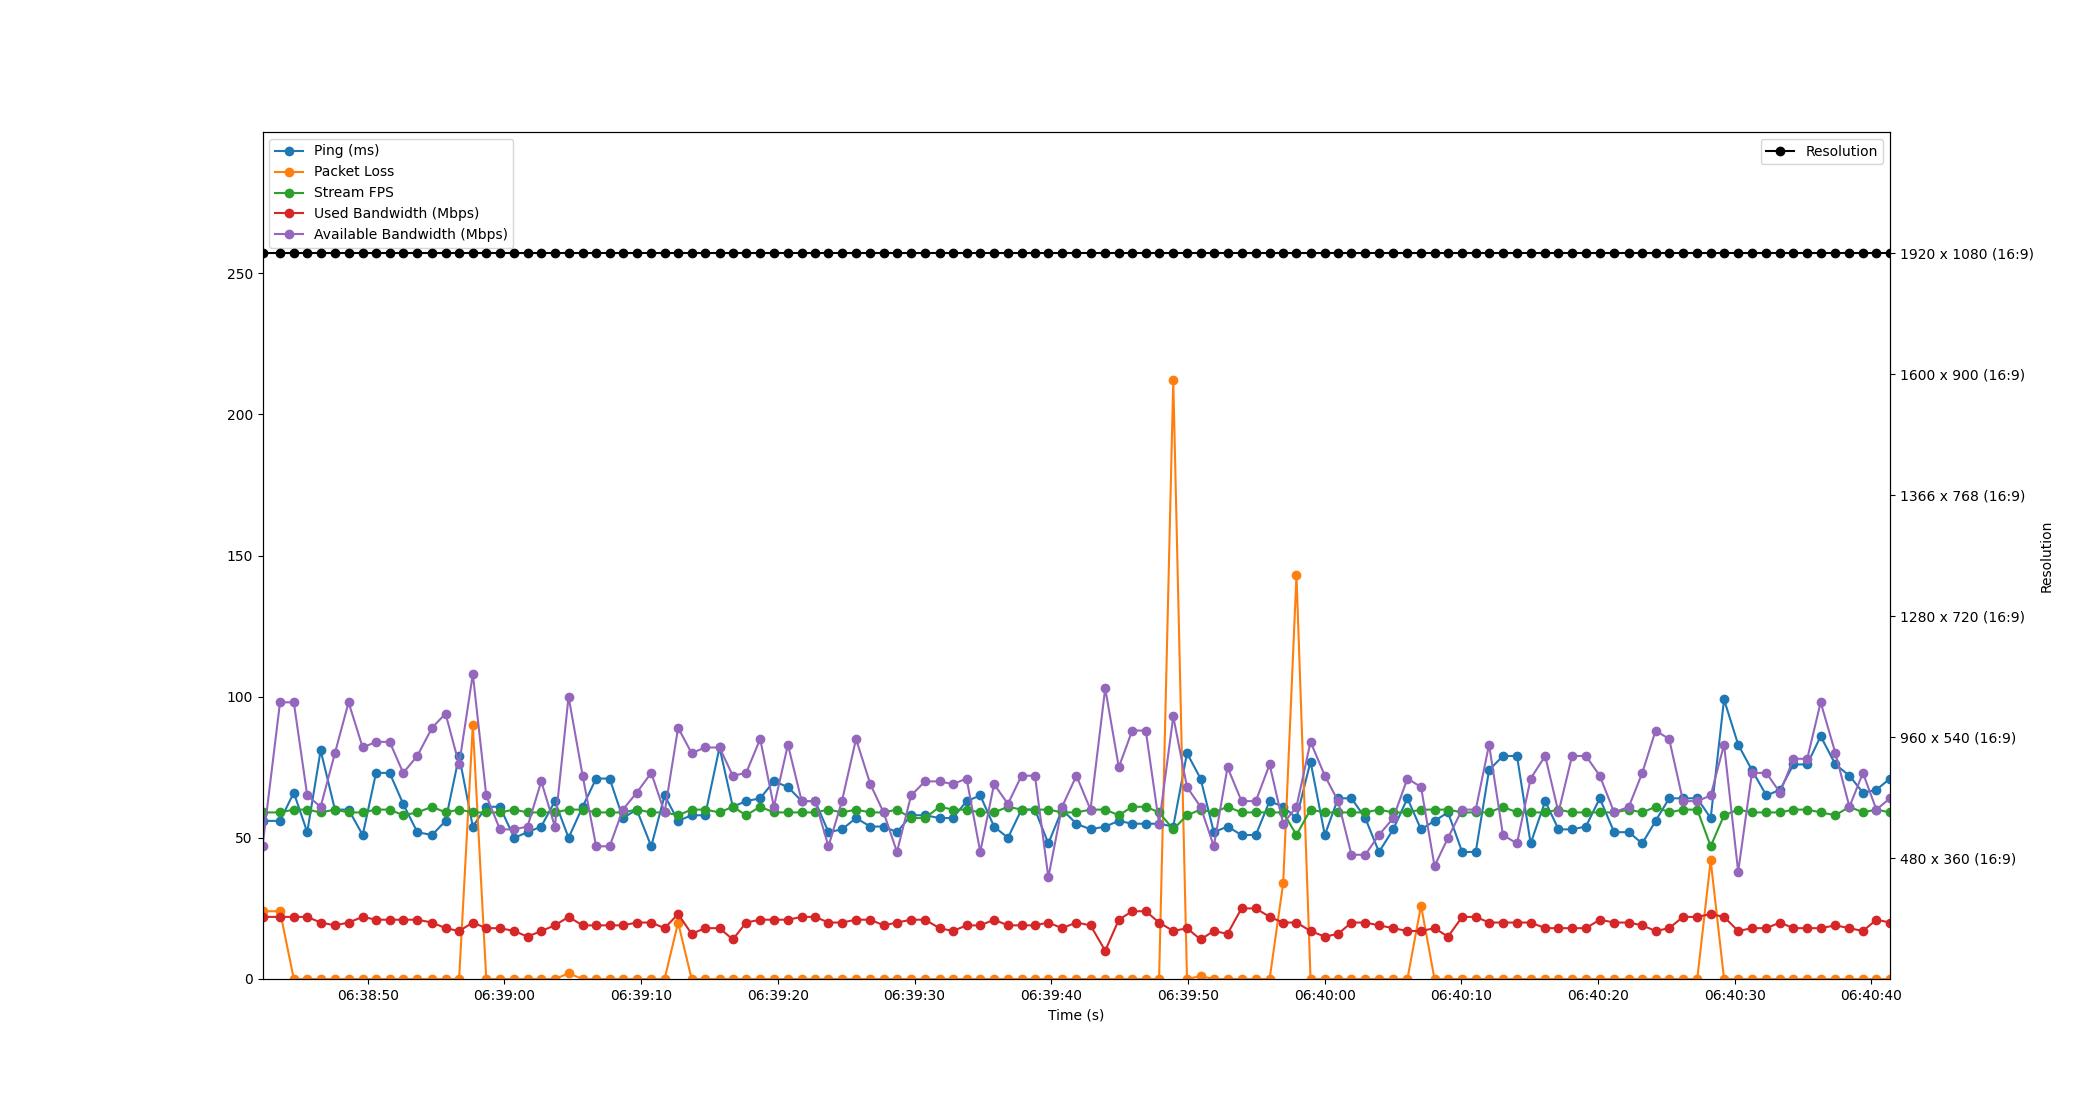 Ping (ms)
Packet Loss
Stream FPS
Used Bandwidth (Mbps)
Available Bandwidth (Mbps)
Resolution
250
200
150
100
50
0
1920 x 1080 (16:9)
1600 x 900 (16:9)
1366 x 768 (16:9)
1280 x 720 (16:9)
960 x 540 (16:9)
480 x 360 (16:9)
Resolution
06:38:50 06:39:00 06:39:10 06:39:20 06:39:30 06:39:40 06:39:50 06:40:00 06:40:10 06:40:20 06:40:30 06:40:40
Time (s)